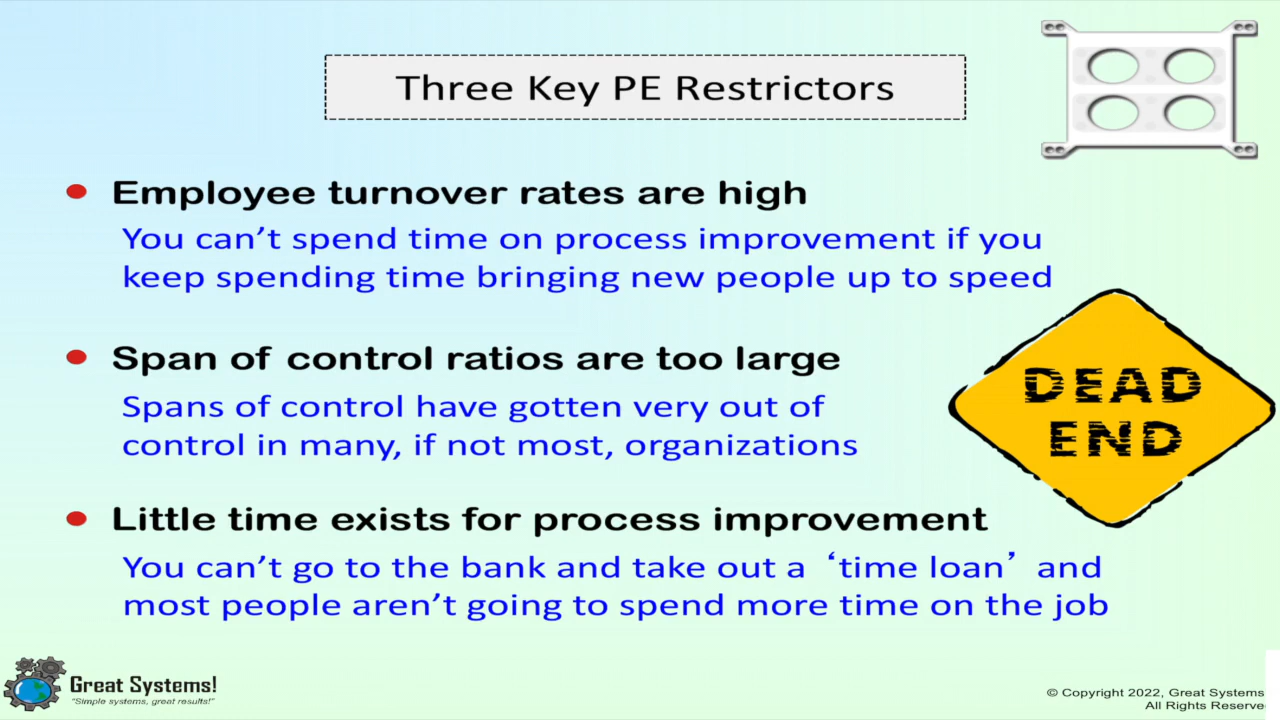 Three Key PE Restrictors
Employee turnover rates are high
You can’t spend time on process improvement if you
keep spending time bringing new people up to speed
Span of control ratios are too large
Spans of control have gotten very out of
control in many, if not most, organizations
DEAD
END
Little time exists for process improvement
You can’t go to the bank and take out a ‘time loan’ and
most people aren’t going to spend more time on the job
Great Systems!
"Simple systems, great results!"
© Copyright 2022, Great Systems
All Rights Reserve